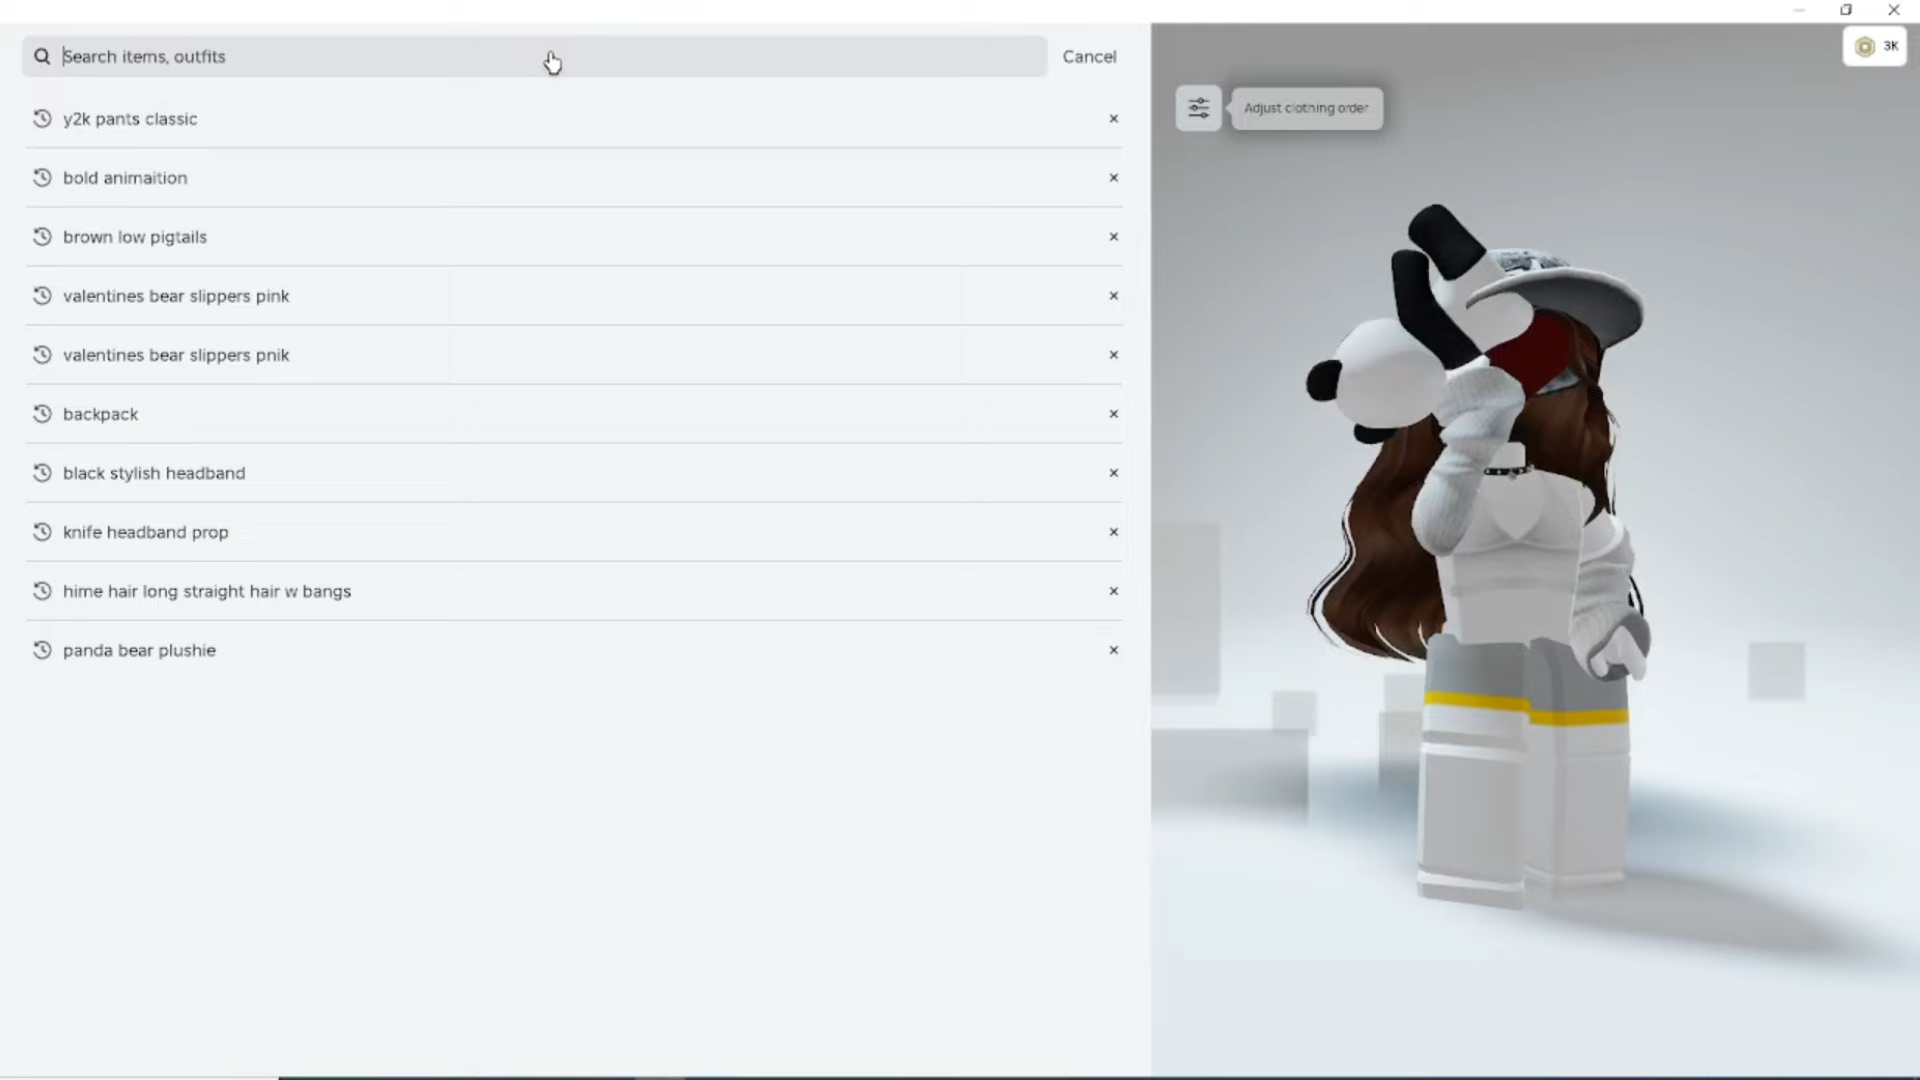 Search items, outfits
Cancel
3K
Adjust clothing order
y2k pants classic
bold animaition
brown low pigtails
valentines bear slippers pink
valentines bear slippers pnik
backpack
black stylish headband
knife headband prop
hime hair long straight hair w bangs
panda bear plushie